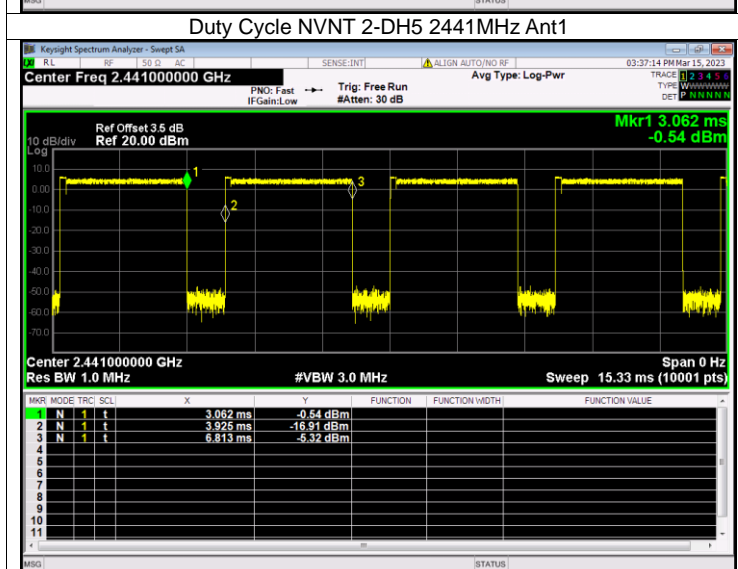 MSG STATUS
Duty Cycle NVNT 2-DH5 2441MHz Ant1
Keysight Spectrum Analyzer - Swept SA
RL RF 50 Ω AC SENSE:INT ALIGN AUTO/NO RF 03:37:14 PM Mar 15, 2023
Center Freq 2.441000000 GHz Avg Type: Log-Pwr TRACE 1 2 3 4 5 6
PNO: Fast Trig: Free Run TYPE WWWWWW
IFGain:Low #Atten: 30 dB DET P NNNNN
Mkr1 3.062 ms
Ref Offset 3.5 dB
10 dB/div Ref 20.00 dBm -0.54 dBm
Log
10.0
0.00
-10.0
-20.0
-30.0
-40.0
-50.0
-60.0
-70.0
1
2
3
Center 2.441000000 GHz Span 0 Hz
Res BW 1.0 MHz #VBW 3.0 MHz Sweep 15.33 ms (10001 pts)
MKR MODE TRC SCL X Y FUNCTION FUNCTION WIDTH FUNCTION VALUE
1 N 1 t 3.062 ms -0.54 dBm
2 N 1 t 3.925 ms -16.91 dBm
3 N 1 t 6.813 ms -5.32 dBm
4
5
6
7
8
9
10
11
MSG STATUS